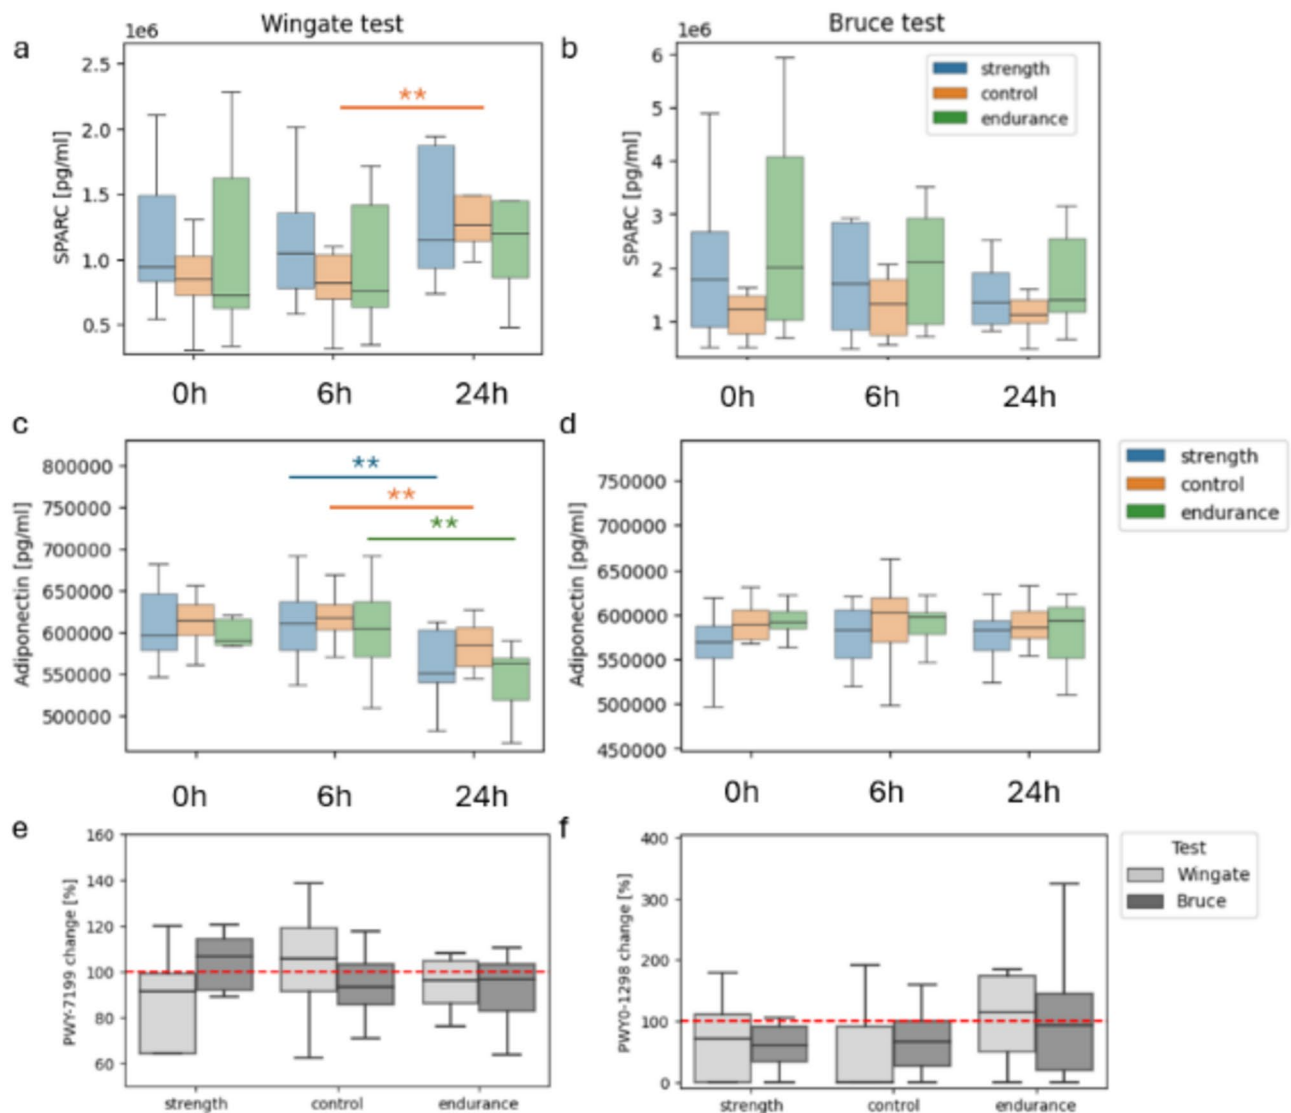 Wingate test
Bruce test
a
1e6
2.5
2.0
1.5
1.0
0.5
SPARC [pg/ml]
**
0h
6h
24h
b
1e6
6
5
4
3
2
1
SPARC [pg/ml]
strength
control
endurance
0h
6h
24h
c
800000
750000
700000
650000
600000
550000
500000
Adiponectin [pg/ml]
**
**
**
0h
6h
24h
d
750000
700000
650000
600000
550000
500000
450000
Adiponectin [pg/ml]
strength
control
endurance
0h
6h
24h
e
160
140
120
100
80
60
PWY-7199 change [%]
strength
control
endurance
f
400
300
200
100
0
PWY0-1298 change [%]
Test
Wingate
Bruce
strength
control
endurance